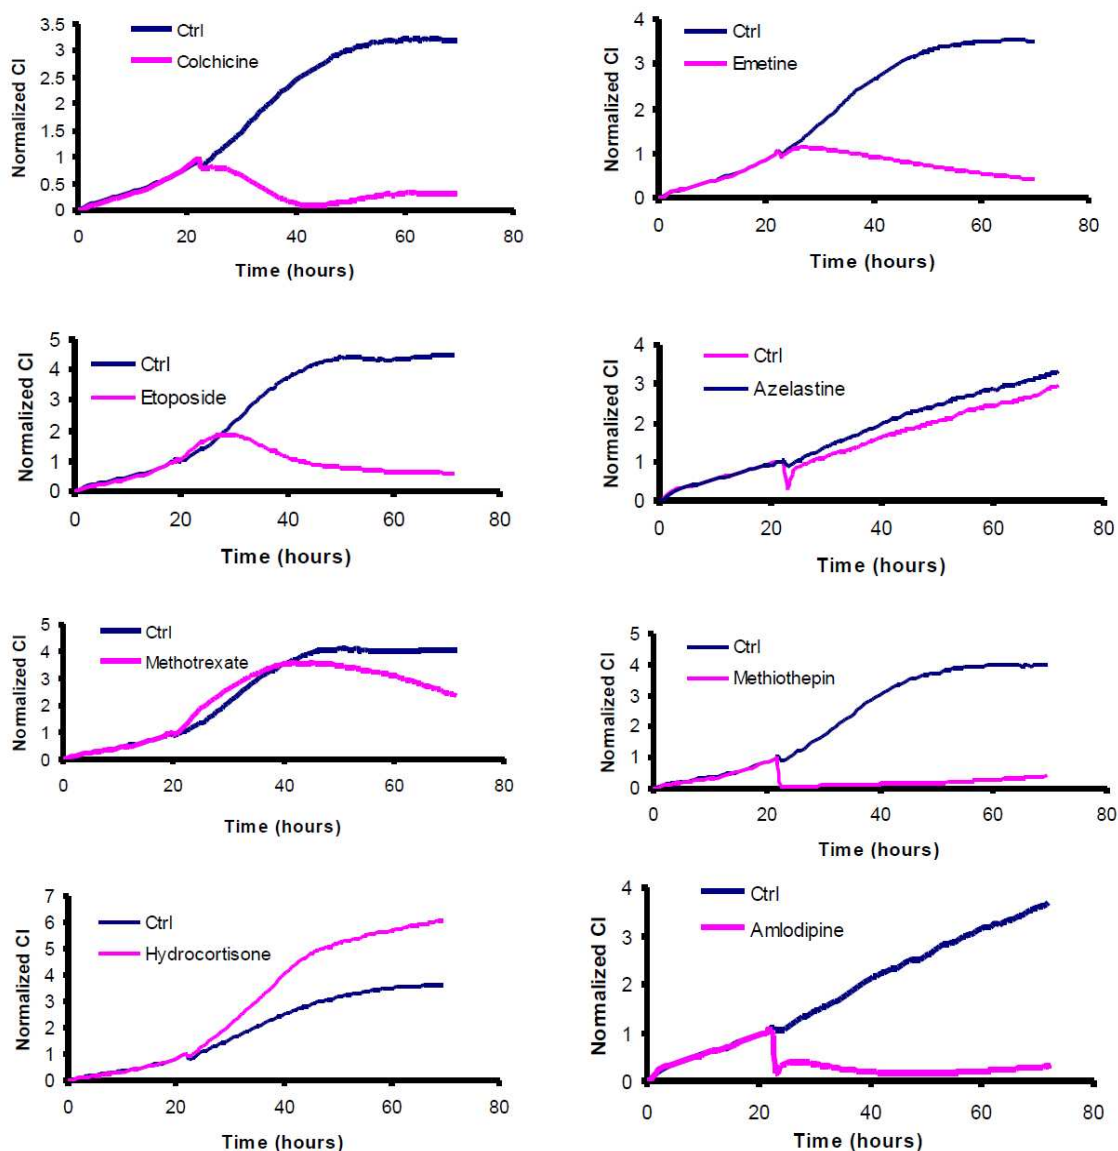 Normalized CI
3.5
3
2.5
2
1.5
1
0.5
0
Ctrl
Colchicine
0 20 40 60 80
Time (hours)
Normalized CI
4
3
2
1
0
Ctrl
Emetine
0 20 40 60 80
Time (hours)
Normalized CI
5
4
3
2
1
0
Ctrl
Etoposide
0 20 40 60 80
Time (hours)
Normalized CI
4
3
2
1
0
Ctrl
Azelastine
0 20 40 60 80
Time (hours)
Normalized CI
5
4
3
2
1
0
Ctrl
Methotrexate
0 20 40 60 80
Time (hours)
Normalized CI
5
4
3
2
1
0
Ctrl
Methiothepin
0 20 40 60 80
Time (hours)
Normalized CI
7
6
5
4
3
2
1
0
Ctrl
Hydrocortisone
0 20 40 60 80
Time (hours)
Normalized CI
4
3
2
1
0
Ctrl
Amlodipine
0 20 40 60 80
Time (hours)